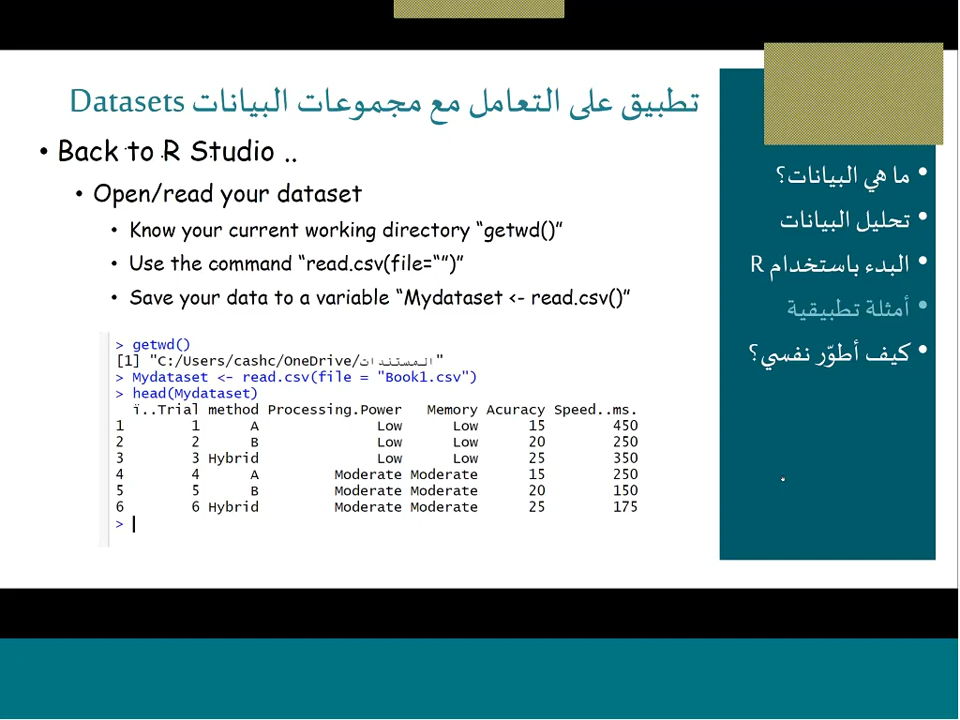 تطبيق على التعامل مع مجموعات البيانات Datasets
• Back to R Studio ..
• Open/read your dataset
• Know your current working directory “getwd()”
• Use the command “read.csv(file=“”)”
• Save your data to a variable “Mydataset <- read.csv()”
> getwd()
[1] "C:/Users/cashc/OneDrive/المستندات"
> Mydataset <- read.csv(file = "Book1.csv")
> head(Mydataset)
ï..Trial method Processing.Power Memory Acuracy Speed..ms.
1 1 A Low Low 15 450
2 2 B Low Low 20 250
3 3 Hybrid Low Low 25 350
4 4 A Moderate Moderate 15 250
5 5 B Moderate Moderate 20 150
6 6 Hybrid Moderate Moderate 25 175
>
• ما هي البيانات؟
• تحليل البيانات
• البدء باستخدام R
• أمثلة تطبيقية
• كيف أطوّر نفسي؟